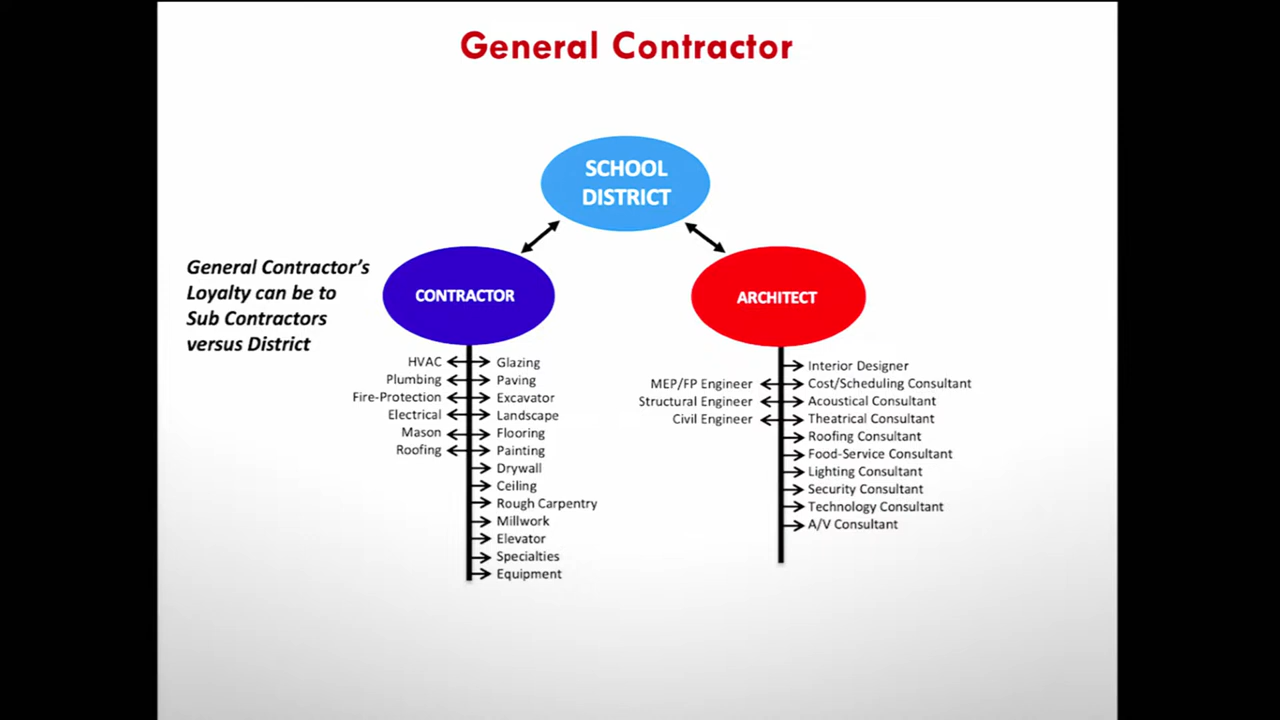 General Contractor
SCHOOL
DISTRICT
General Contractor's
Loyalty can be to
Sub Contractors
versus District
CONTRACTOR
HVAC
Plumbing
Fire-Protection
Electrical
Mason
Roofing
Glazing
Paving
Excavator
Landscape
Flooring
Painting
Drywall
Ceiling
Rough Carpentry
Millwork
Elevator
Specialties
Equipment
ARCHITECT
MEP/FP Engineer
Structural Engineer
Civil Engineer
Interior Designer
Cost/Scheduling Consultant
Acoustical Consultant
Theatrical Consultant
Roofing Consultant
Food-Service Consultant
Lighting Consultant
Security Consultant
Technology Consultant
A/V Consultant